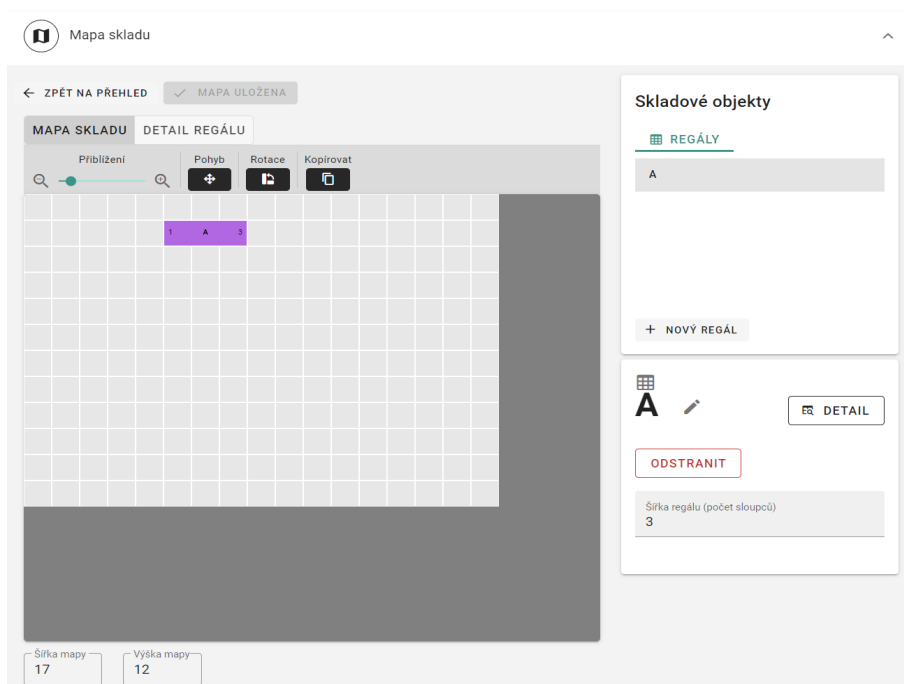 Mapa skladu
ZPĚT NA PŘEHLED
MAPA ULOŽENA
MAPA SKLADU DETAIL REGÁLU
Přiblížení Pohyb Rotace Kopírovat
1 A 3
Šířka mapy
17
Výška mapy
12
Skladové objekty
REGÁLY
A
+ NOVÝ REGÁL
A
DETAIL
ODSTRANIT
Šířka regálu (počet sloupců)
3